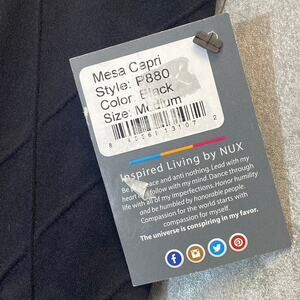 Mesa Capri
Style: P880
Color: Black
Size: Medium
Inspired Living by NUX
Be peace and anti nothing. Lead with my
heart follow with my mind. Dance through
life with all of my imperfections. Honor humility
and be humbled by honorable people.
Compassion for the world starts with
compassion for myself.
The universe is conspiring in my favor.